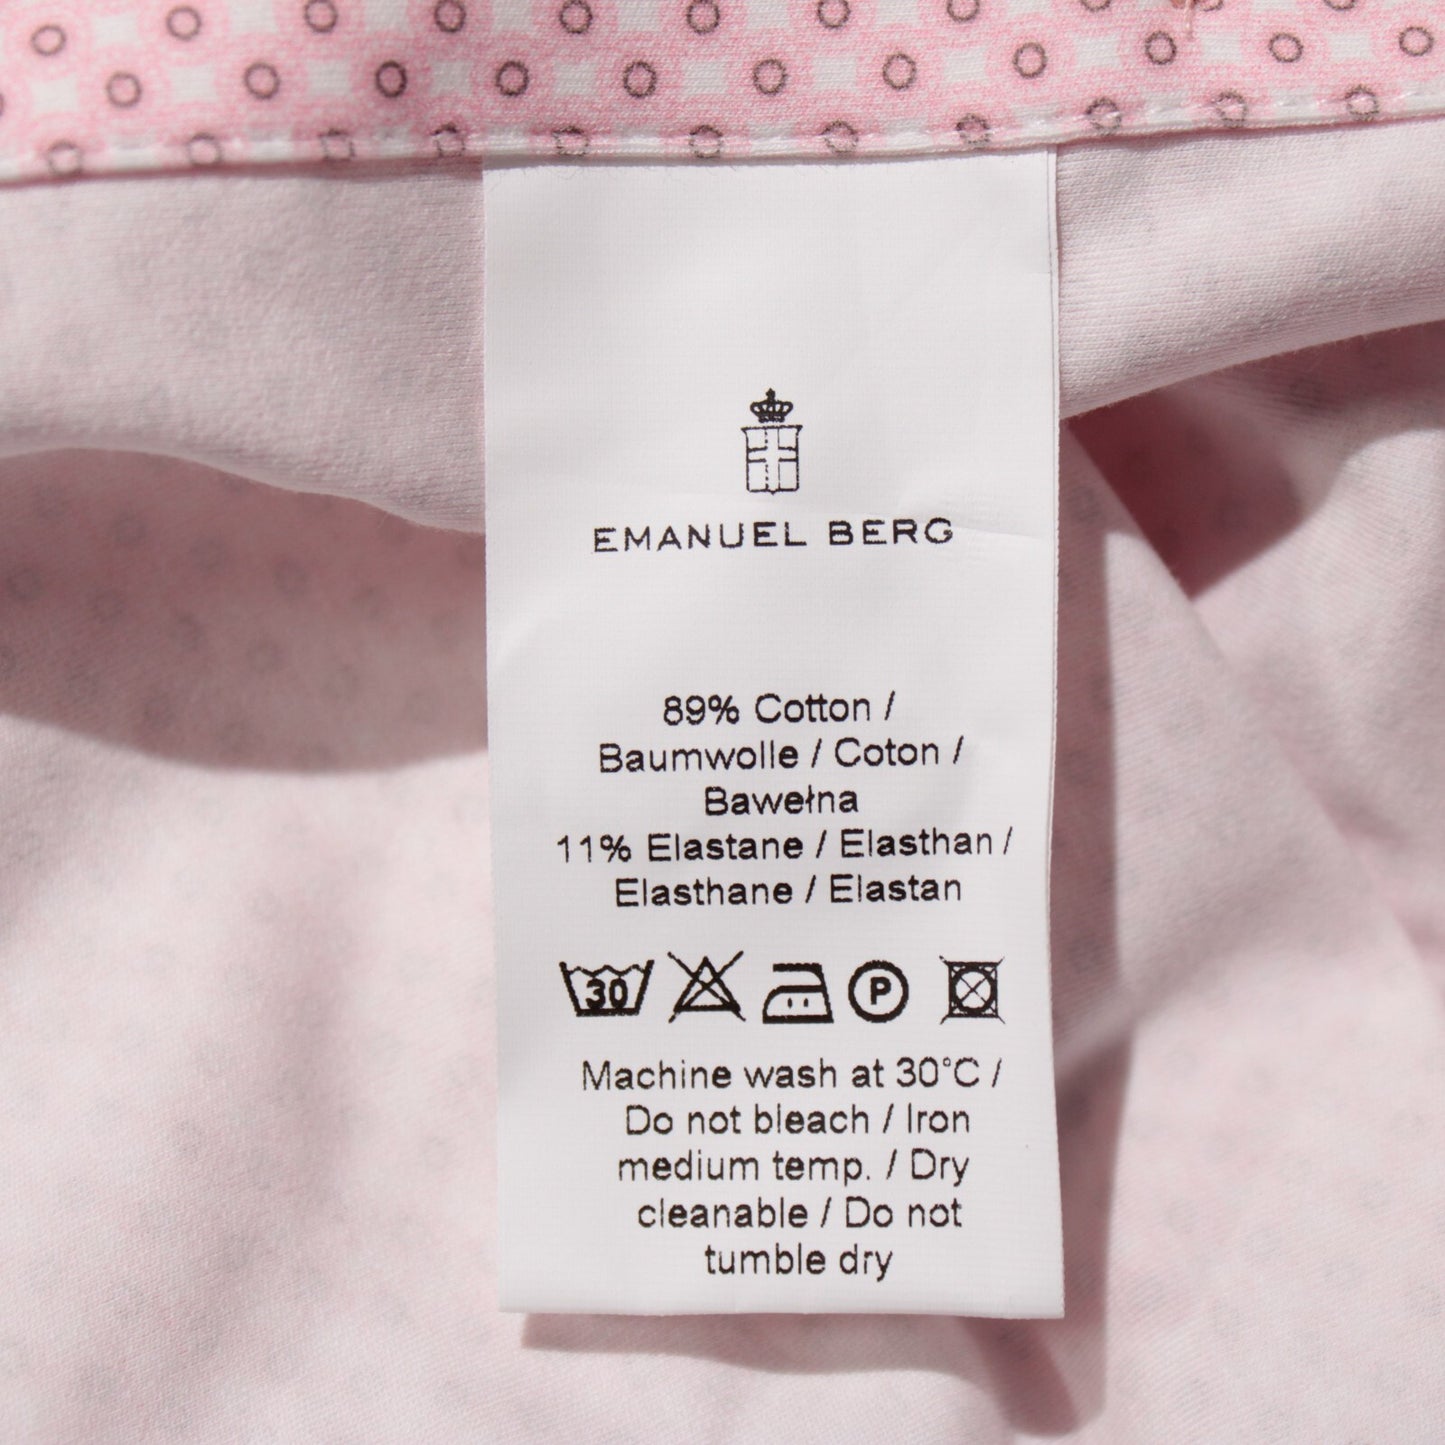 EMANUEL BERG
89% Cotton /
Baumwolle / Coton /
Bawełna
11% Elastane / Elasthan /
Elasthane / Elastan
30 P
Machine wash at 30°C /
Do not bleach / Iron
medium temp. / Dry
cleanable / Do not
tumble dry